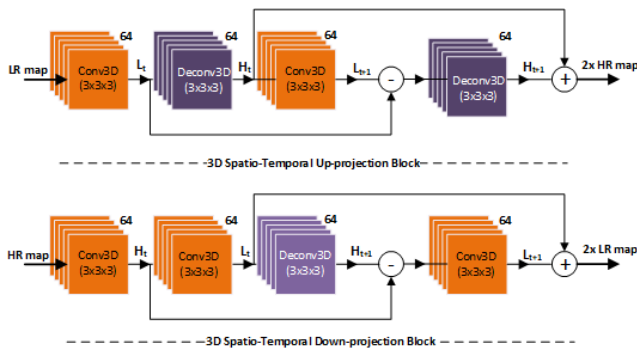 64 64 64 64
LR map Conv3D (3x3x3) Lt Deconv3D (3x3x3) Ht Conv3D (3x3x3) Lt+1 - Deconv3D (3x3x3) Ht+1 + 2x HR map
3D Spatio-Temporal Up-projection Block
64 64 64 64
HR map Conv3D (3x3x3) Ht Conv3D (3x3x3) Lt Deconv3D (3x3x3) Ht+1 - Conv3D (3x3x3) Lt+1 + 2x LR map
3D Spatio-Temporal Down-projection Block